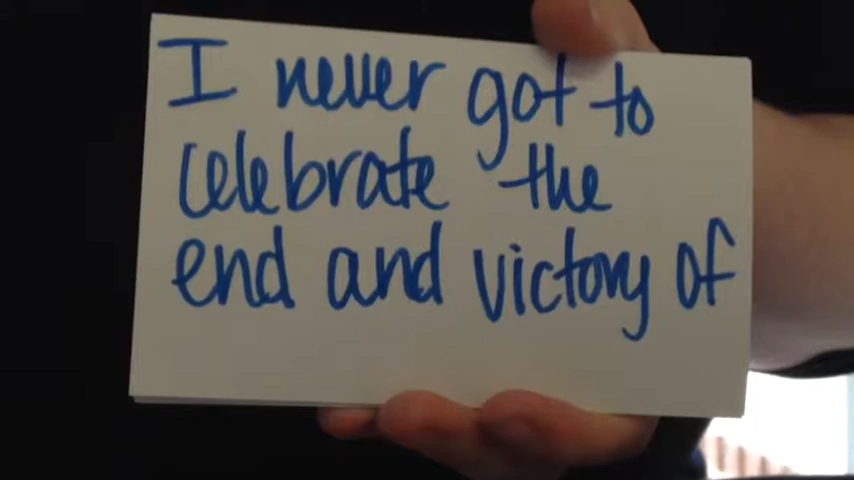 I never got to
celebrate the
end and victory of